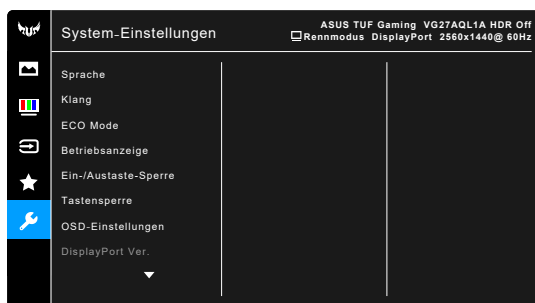 System-Einstellungen
ASUS TUF Gaming VG27AQL1A HDR Off
Rennmodus DisplayPort 2560x1440@ 60Hz
Sprache
Klang
ECO Mode
Betriebsanzeige
Ein-/Austaste-Sperre
Tastensperre
OSD-Einstellungen
DisplayPort Ver.